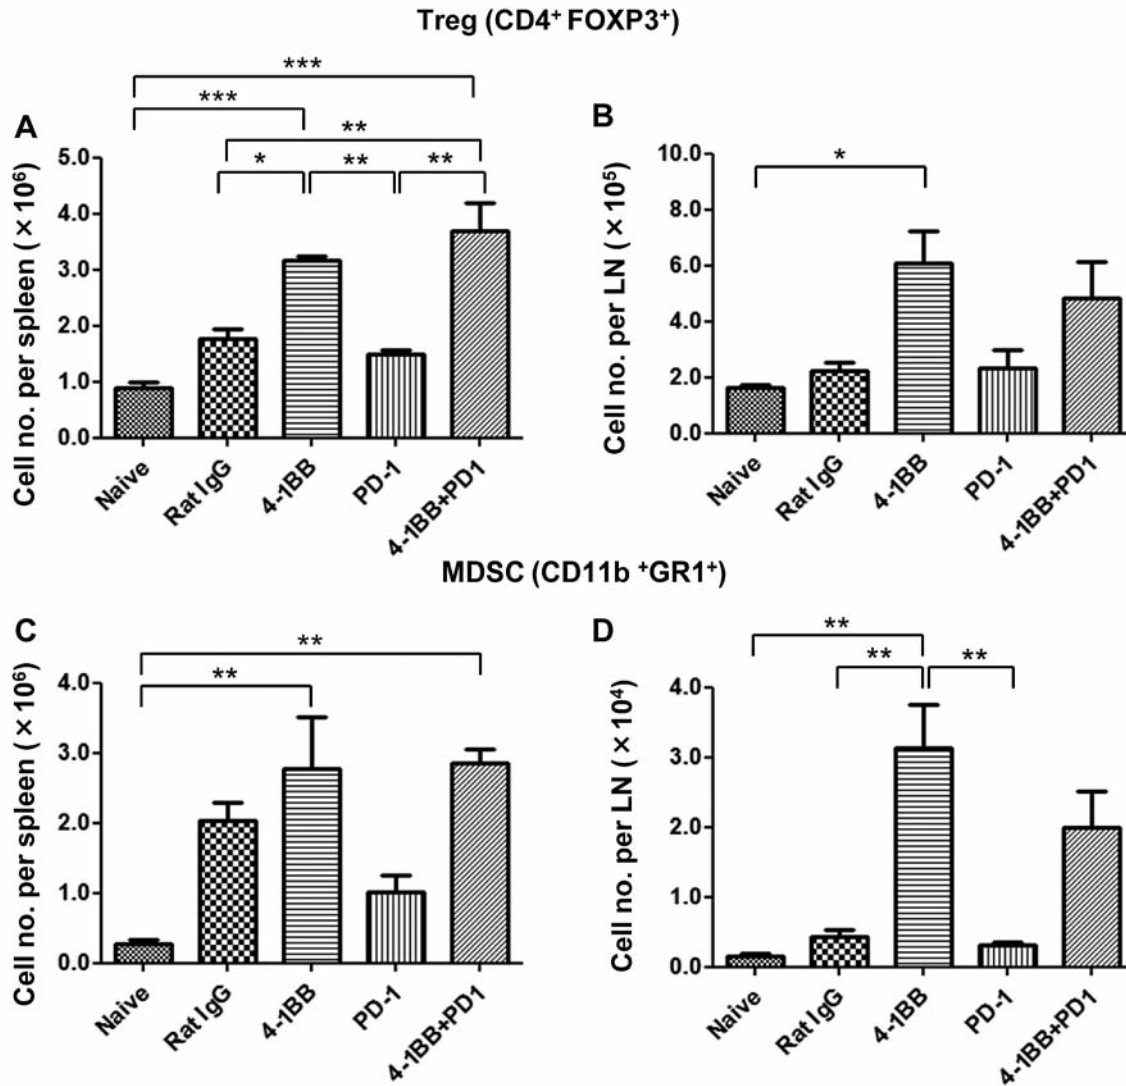 Treg (CD4⁺ FOXP3⁺)
A
***
***
**
*
**
**
Cell no. per spleen (×10⁶)
5.0
4.0
3.0
2.0
1.0
0.0
Naive
Rat IgG
4-1BB
PD-1
4-1BB+PD1
B
*
Cell no. per LN (×10⁵)
10.0
8.0
6.0
4.0
2.0
0.0
Naive
Rat IgG
4-1BB
PD-1
4-1BB+PD1
MDSC (CD11b ⁺GR1⁺)
C
**
**
Cell no. per spleen (×10⁶)
4.0
3.0
2.0
1.0
0.0
Naive
Rat IgG
4-1BB
PD-1
4-1BB+PD1
D
**
**
**
Cell no. per LN (×10⁴)
4.0
3.0
2.0
1.0
0.0
Naive
Rat IgG
4-1BB
PD-1
4-1BB+PD1